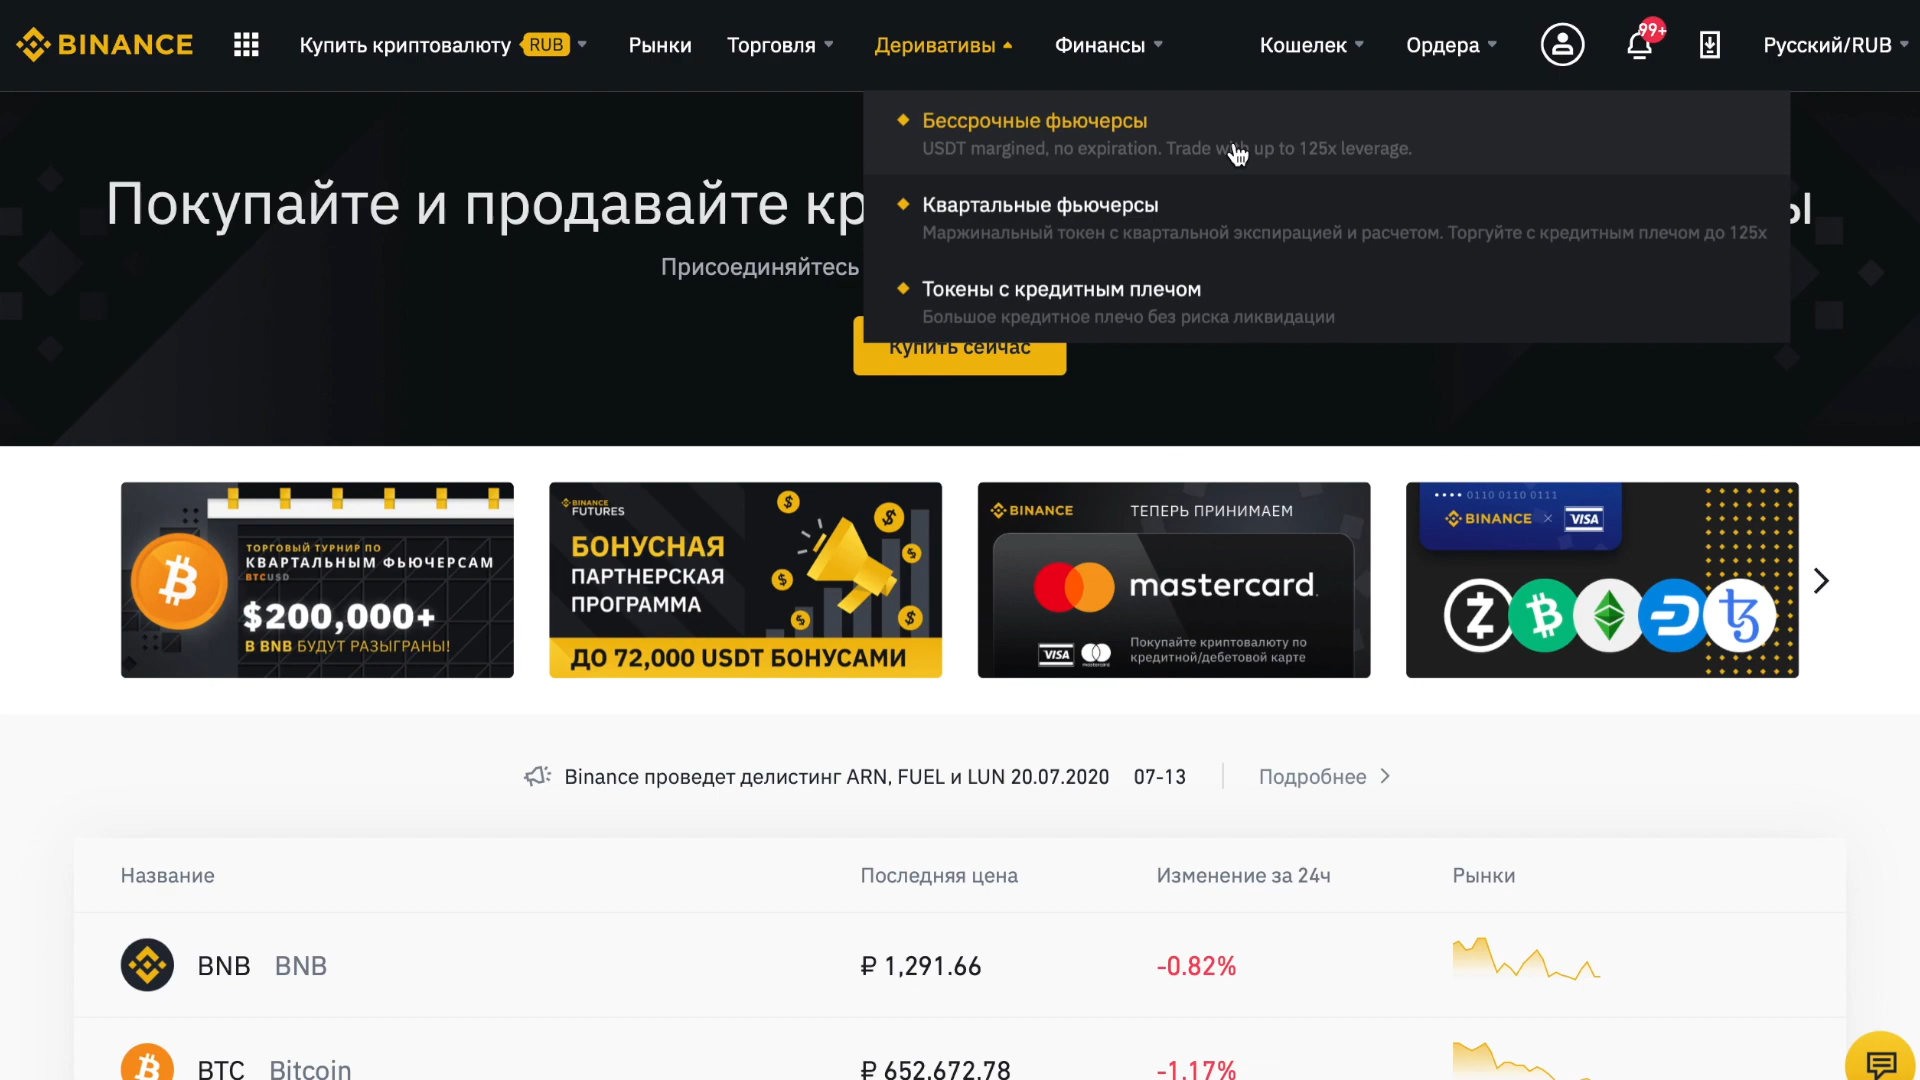 BINANCE
Купить криптовалюту RUB
Рынки
Торговля
Деривативы
Финансы
Кошелек
Ордера
99+
Русский/RUB
Бессрочные фьючерсы
USDT margined, no expiration. Trade with up to 125x leverage.
Квартальные фьючерсы
Маржинальный токен с квартальной экспирацией и расчетом. Торгуйте с кредитным плечом до 125x
Токены с кредитным плечом
Большое кредитное плечо без риска ликвидации
Покупайте и продавайте кр
ы
Присоединяйтесь
Купить сейчас
ТОРГОВЫЙ ТУРНИР ПО
КВАРТАЛЬНЫМ ФЬЮЧЕРСАМ
BTCUSD
$200,000+
В BNB БУДУТ РАЗЫГРАНЫ!
BINANCE
FUTURES
БОНУСНАЯ
ПАРТНЕРСКАЯ
ПРОГРАММА
ДО 72,000 USDT БОНУСАМИ
BINANCE
ТЕПЕРЬ ПРИНИМАЕМ
mastercard.
VISA
mastercard
Покупайте криптовалюту по
кредитной/дебетовой карте
•••• 0110 0110 0111
BINANCE × VISA
Binance проведет делистинг ARN, FUEL и LUN 20.07.2020 07-13
Подробнее
Название
Последняя цена
Изменение за 24ч
Рынки
BNB BNB
₽ 1,291.66
-0.82%
BTC Bitcoin
₽ 652,672.78
-1.17%